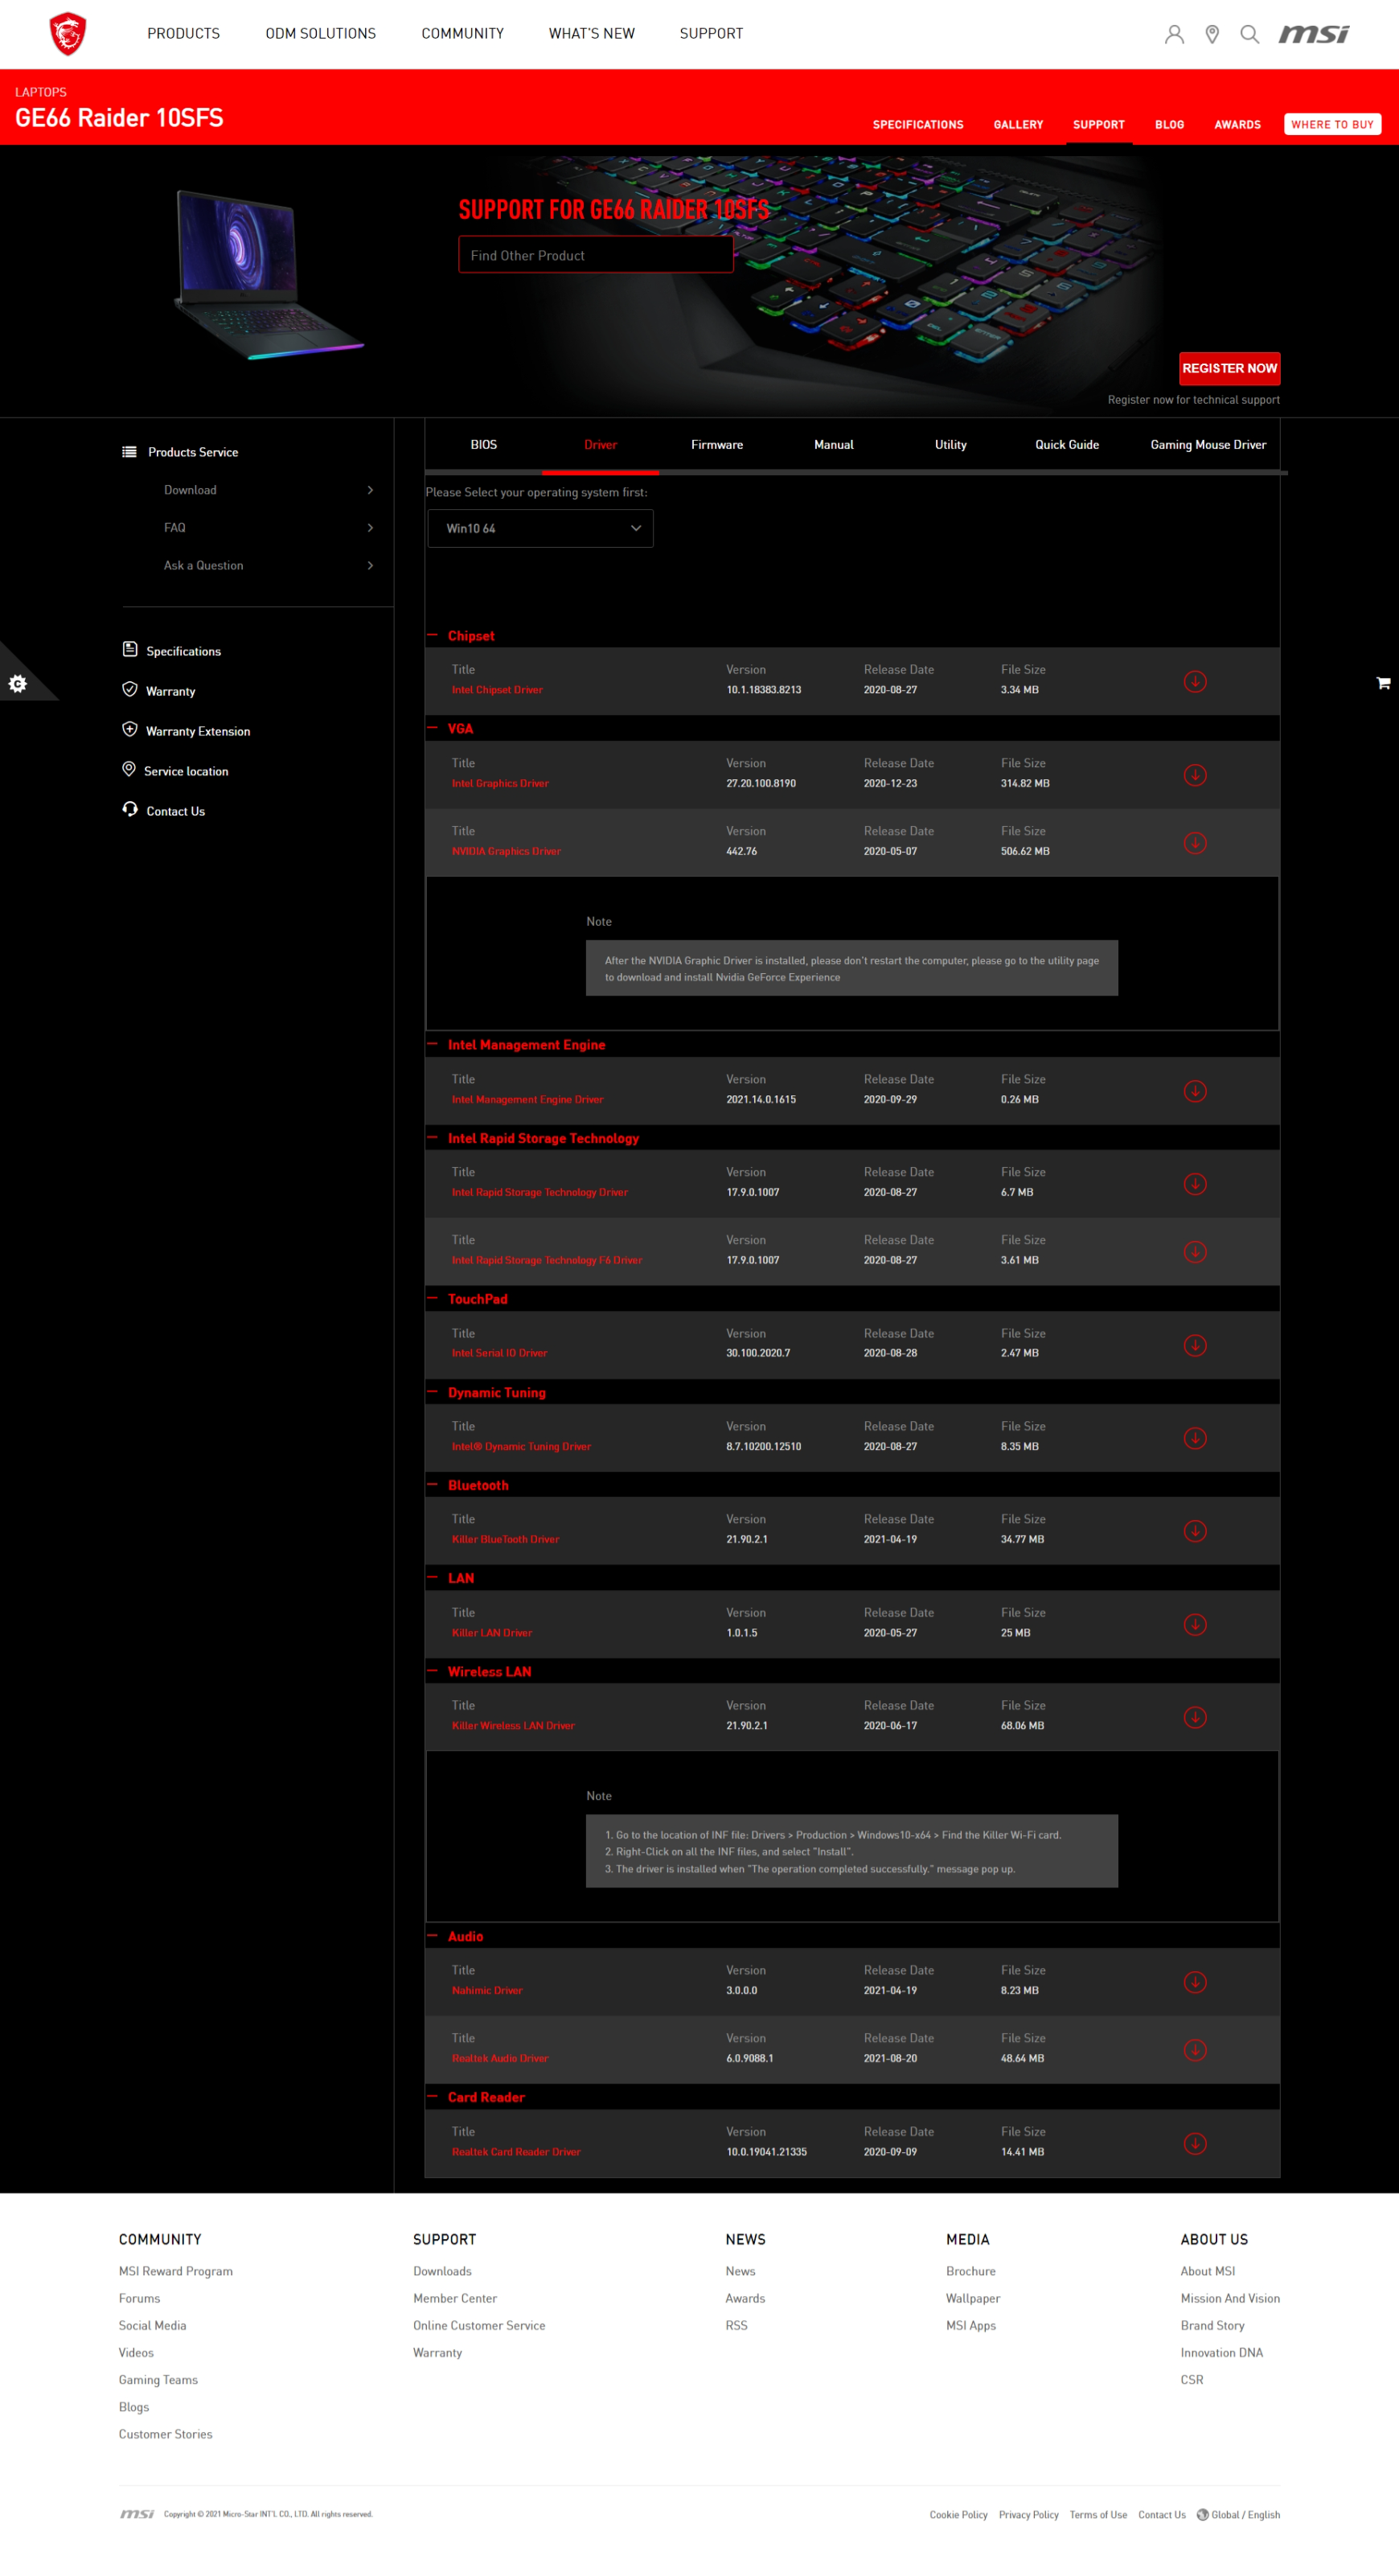 PRODUCTS ODM SOLUTIONS COMMUNITY WHAT'S NEW SUPPORT msi
LAPTOPS
GE66 Raider 10SFS
SPECIFICATIONS GALLERY SUPPORT BLOG AWARDS WHERE TO BUY
SUPPORT FOR GE66 RAIDER 10SFS
Find Other Product
REGISTER NOW
Register now for technical support
Products Service
Download
FAQ
Ask a Question
Specifications
Warranty
Warranty Extension
Service location
Contact Us
BIOS Driver Firmware Manual Utility Quick Guide Gaming Mouse Driver
Please Select your operating system first:
Win10 64
Chipset
Title Version Release Date File Size
Intel Chipset Driver 10.1.18383.8213 2020-08-27 3.34 MB
VGA
Title Version Release Date File Size
Intel Graphics Driver 27.20.100.8190 2020-12-23 314.82 MB
Title Version Release Date File Size
NVIDIA Graphics Driver 442.76 2020-05-07 506.62 MB
Note
After the NVIDIA Graphic Driver is installed, please don't restart the computer, please go to the utility page
to download and install Nvidia GeForce Experience
Intel Management Engine
Title Version Release Date File Size
Intel Management Engine Driver 2021.14.0.1615 2020-09-29 0.26 MB
Intel Rapid Storage Technology
Title Version Release Date File Size
Intel Rapid Storage Technology Driver 17.9.0.1007 2020-08-27 6.7 MB
Title Version Release Date File Size
Intel Rapid Storage Technology F6 Driver 17.9.0.1007 2020-08-27 3.61 MB
TouchPad
Title Version Release Date File Size
Intel Serial IO Driver 30.100.2020.7 2020-08-28 2.47 MB
Dynamic Tuning
Title Version Release Date File Size
Intel® Dynamic Tuning Driver 8.7.10200.12510 2020-08-27 8.35 MB
Bluetooth
Title Version Release Date File Size
Killer BlueTooth Driver 21.90.2.1 2021-04-19 34.77 MB
LAN
Title Version Release Date File Size
Killer LAN Driver 1.0.1.5 2020-05-27 25 MB
Wireless LAN
Title Version Release Date File Size
Killer Wireless LAN Driver 21.90.2.1 2020-06-17 68.06 MB
Note
1. Go to the location of INF file: Drivers > Production > Windows10-x64 > Find the Killer Wi-Fi card.
2. Right-Click on all the INF files, and select "Install".
3. The driver is installed when "The operation completed successfully." message pop up.
Audio
Title Version Release Date File Size
Nahimic Driver 3.0.0.0 2021-04-19 8.23 MB
Title Version Release Date File Size
Realtek Audio Driver 6.0.9088.1 2021-08-20 48.64 MB
Card Reader
Title Version Release Date File Size
Realtek Card Reader Driver 10.0.19041.21335 2020-09-09 14.41 MB
COMMUNITY
MSI Reward Program
Forums
Social Media
Videos
Gaming Teams
Blogs
Customer Stories
SUPPORT
Downloads
Member Center
Online Customer Service
Warranty
NEWS
News
Awards
RSS
MEDIA
Brochure
Wallpaper
MSI Apps
ABOUT US
About MSI
Mission And Vision
Brand Story
Innovation DNA
CSR
msi Copyright © 2021 Micro-Star INT'L CO., LTD. All rights reserved.
Cookie Policy Privacy Policy Terms of Use Contact Us Global / English